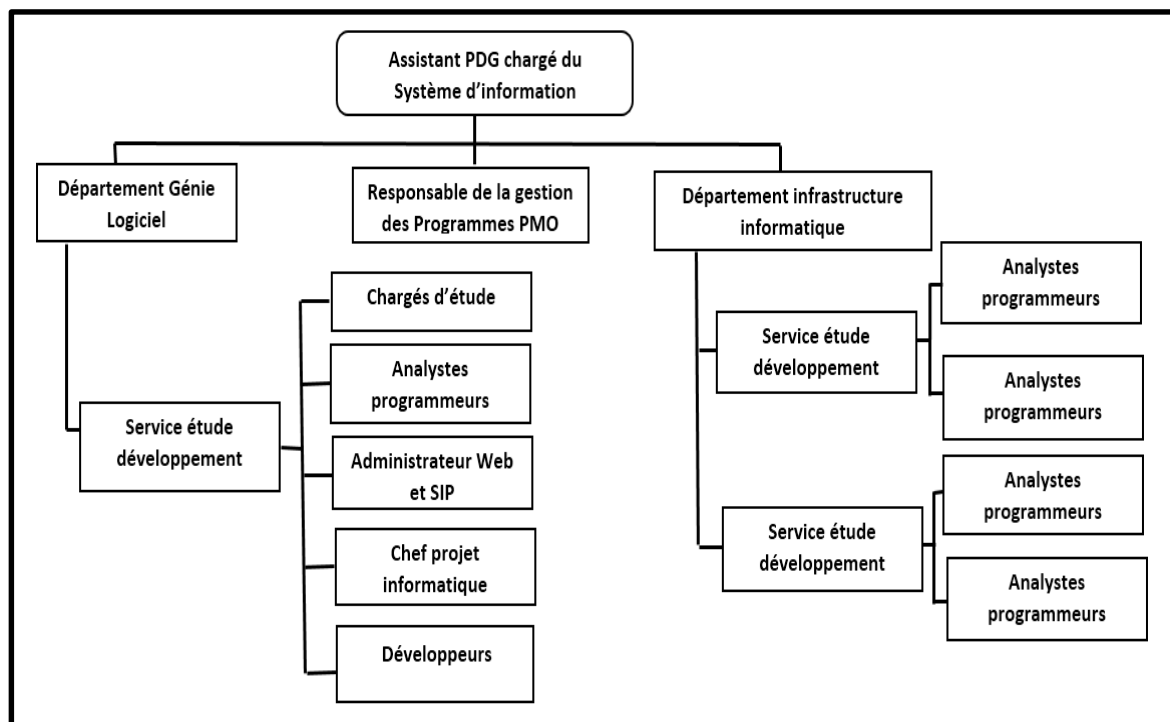 Assistant PDG chargé du
Système d'information
Département Génie
Logiciel
Responsable de la gestion
des Programmes PMO
Département infrastructure
informatique
Chargés d'étude
Analystes
programmeurs
Service étude
développement
Administrateur Web
et SIP
Chef projet
informatique
Développeurs
Service étude
développement
Analystes
programmeurs
Analystes
programmeurs
Service étude
développement
Analystes
programmeurs
Analystes
programmeurs